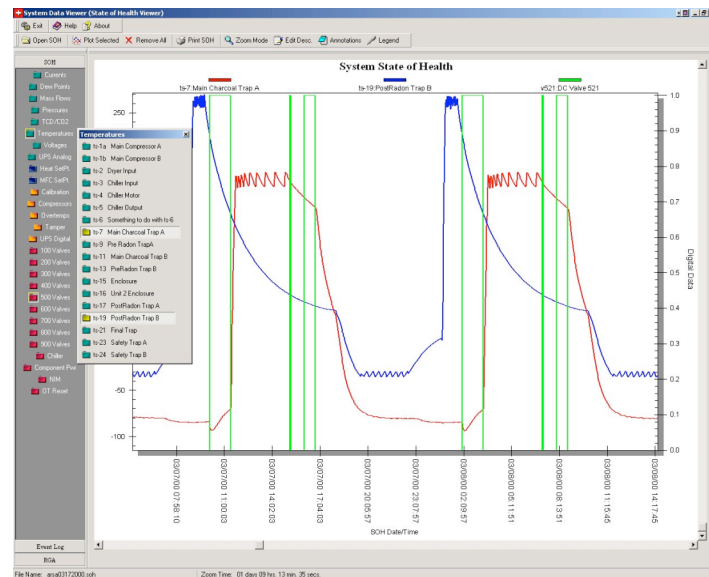 System Data Viewer (State of Health Viewer)
Exit Help About
Open SOH Plot Selected Remove All Print SOH Zoom Mode Edit Desc. Annotations Legend
SOH
Currents
Dew Points
Mass Flows
Pressures
TCD/CO2
Temperatures
Voltages
UPS Analog
Heat SetPt.
MFC SetPt.
Calibration
Compressors
Overtemps
Tamper
UPS Digital
100 Valves
200 Valves
300 Valves
400 Valves
500 Valves
600 Valves
700 Valves
800 Valves
900 Valves
Chiller
Component Pwr
NIM
OT Reset
Event Log
RGA
Temperatures
ts-1a Main Compressor A
ts-1b Main Compressor B
ts-2 Dryer Input
ts-3 Chiller Input
ts-4 Chiller Motor
ts-5 Chiller Output
ts-6 Something to do with ts-6
ts-7 Main Charcoal Trap A
ts-9 Pre Radon TrapA
ts-11 Main Charcoal Trap B
ts-13 PreRadon Trap B
ts-15 Enclosure
ts-16 Unit 2 Enclosure
ts-17 PostRadon Trap A
ts-19 PostRadon Trap B
ts-21 Final Trap
ts-23 Safety Trap A
ts-24 Safety Trap B
System State of Health
ts-7:Main Charcoal Trap A
ts-19:PostRadon Trap B
v521:DC Valve 521
250
-50
-100
1.0
0.9
0.8
0.7
0.6
0.5
0.4
0.3
0.2
0.1
0.0
Digital Data
03/07/00 07:58:10
03/07/00 11:00:03
03/07/00 14:02:03
03/07/00 17:04:03
03/07/00 20:05:57
03/07/00 23:07:57
03/08/00 02:09:57
03/08/00 05:11:51
03/08/00 08:13:51
03/08/00 11:15:45
03/08/00 14:17:45
SOH Date/Time
File Name: arsa03172000.soh
Zoom Time: 01 days 09 hrs. 13 min. 35 secs.